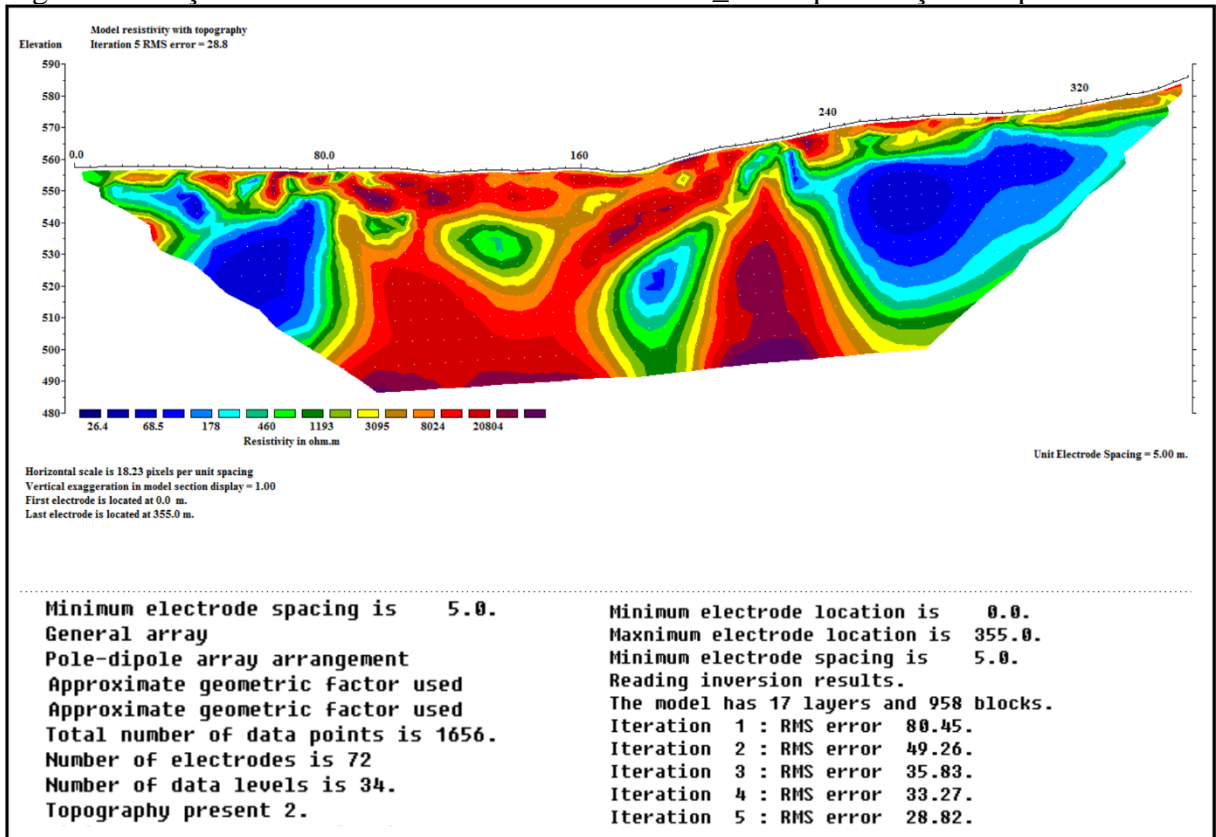 Model resistivity with topography
Elevation Iteration 5 RMS error = 28.8
590
580
570
560
550
540
530
520
510
500
490
480
0.0 80.0 160 240 320
26.4 68.5 178 460 1193 3095 8024 20804
Resistivity in ohm.m
Unit Electrode Spacing = 5.00 m.
Horizontal scale is 18.23 pixels per unit spacing
Vertical exaggeration in model section display = 1.00
First electrode is located at 0.0 m.
Last electrode is located at 355.0 m.
Minimum electrode spacing is 5.0.
General array
Pole-dipole array arrangement
Approximate geometric factor used
Approximate geometric factor used
Total number of data points is 1656.
Number of electrodes is 72
Number of data levels is 34.
Topography present 2.
Minimum electrode location is 0.0.
Maxnimum electrode location is 355.0.
Minimum electrode spacing is 5.0.
Reading inversion results.
The model has 17 layers and 958 blocks.
Iteration 1 : RMS error 80.45.
Iteration 2 : RMS error 49.26.
Iteration 3 : RMS error 35.83.
Iteration 4 : RMS error 33.27.
Iteration 5 : RMS error 28.82.